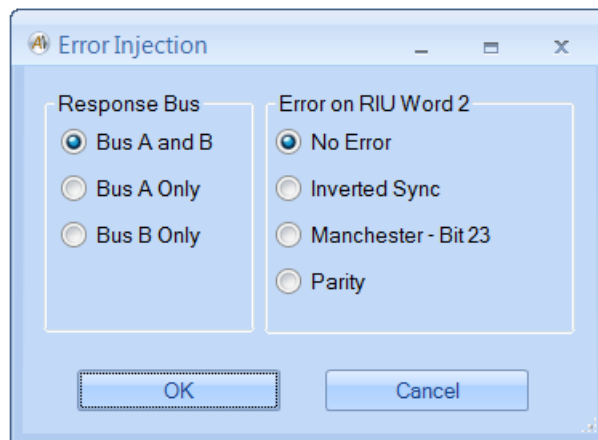 Error Injection
Response Bus
Bus A and B
Bus A Only
Bus B Only
Error on RIU Word 2
No Error
Inverted Sync
Manchester - Bit 23
Parity
OK
Cancel